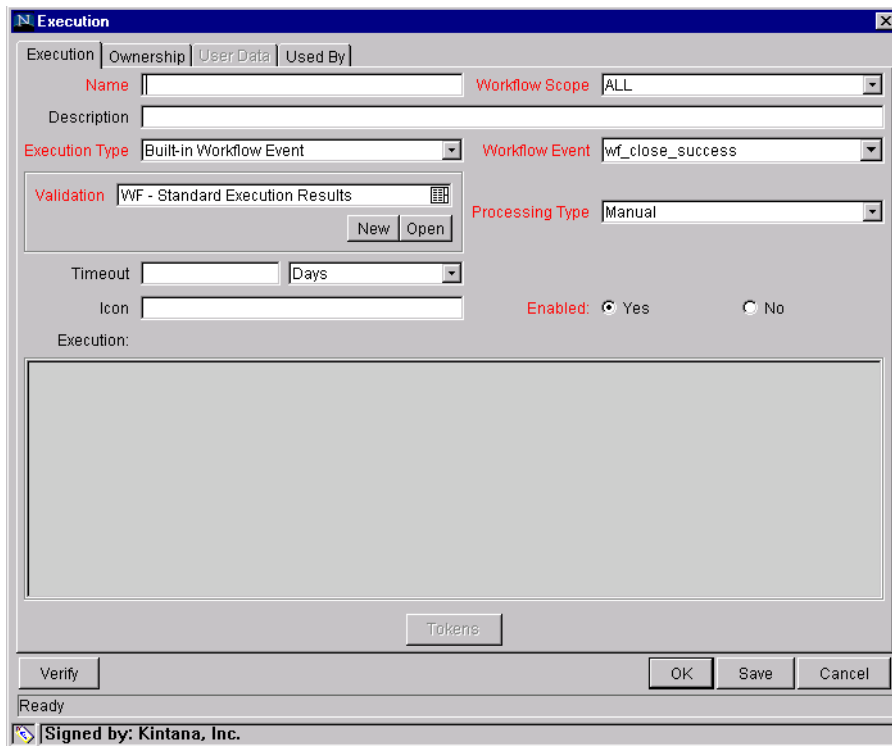 Execution
Execution Ownership User Data Used By
Name Workflow Scope ALL
Description
Execution Type Built-in Workflow Event Workflow Event wf_close_success
Validation WF - Standard Execution Results
Processing Type Manual
New Open
Timeout Days
Icon Enabled: Yes No
Execution:
Tokens
Verify OK Save Cancel
Ready
Signed by: Kintana, Inc.